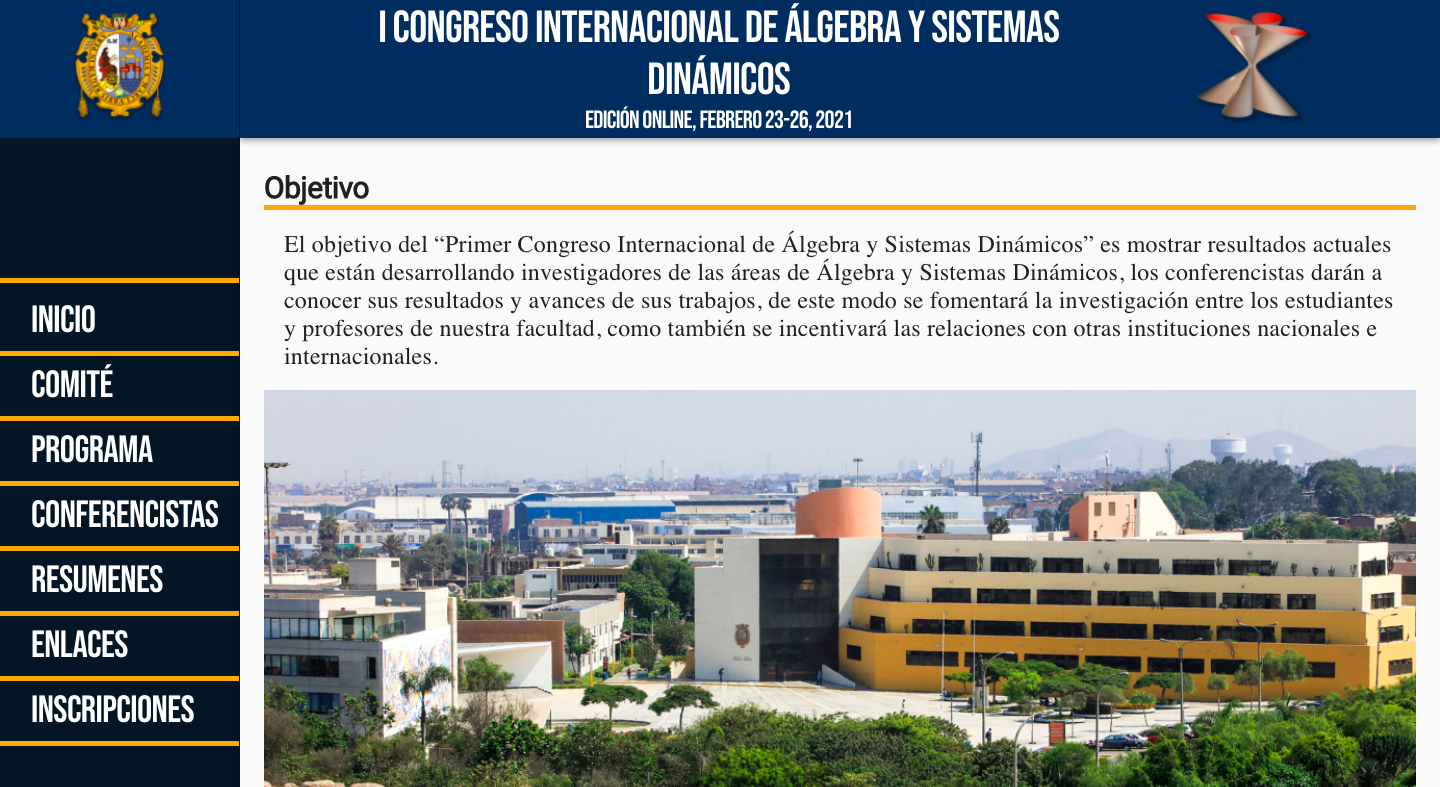 I CONGRESO INTERNACIONAL DE ÁLGEBRA Y SISTEMAS
DINÁMICOS
EDICIÓN ONLINE, FEBRERO 23-26, 2021
INICIO
COMITÉ
PROGRAMA
CONFERENCISTAS
RESUMENES
ENLACES
INSCRIPCIONES
Objetivo
El objetivo del “Primer Congreso Internacional de Álgebra y Sistemas Dinámicos” es mostrar resultados actuales
que están desarrollando investigadores de las áreas de Álgebra y Sistemas Dinámicos, los conferencistas darán a
conocer sus resultados y avances de sus trabajos, de este modo se fomentará la investigación entre los estudiantes
y profesores de nuestra facultad, como también se incentivará las relaciones con otras instituciones nacionales e
internacionales.